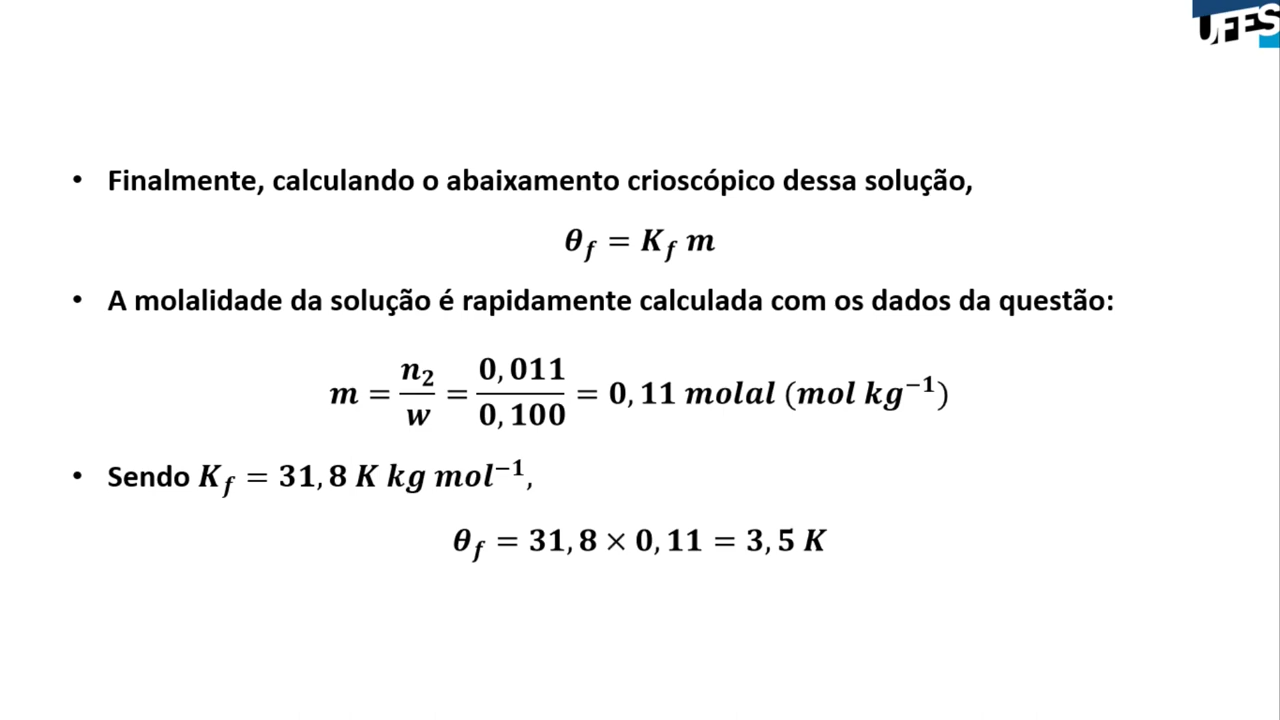 UFES
• Finalmente, calculando o abaixamento crioscópico dessa solução,
θ_f = K_f m
• A molalidade da solução é rapidamente calculada com os dados da questão:
m = n₂/w = 0,011/0,100 = 0,11 molal (mol kg⁻¹)
• Sendo K_f = 31,8 K kg mol⁻¹,
θ_f = 31,8 × 0,11 = 3,5 K